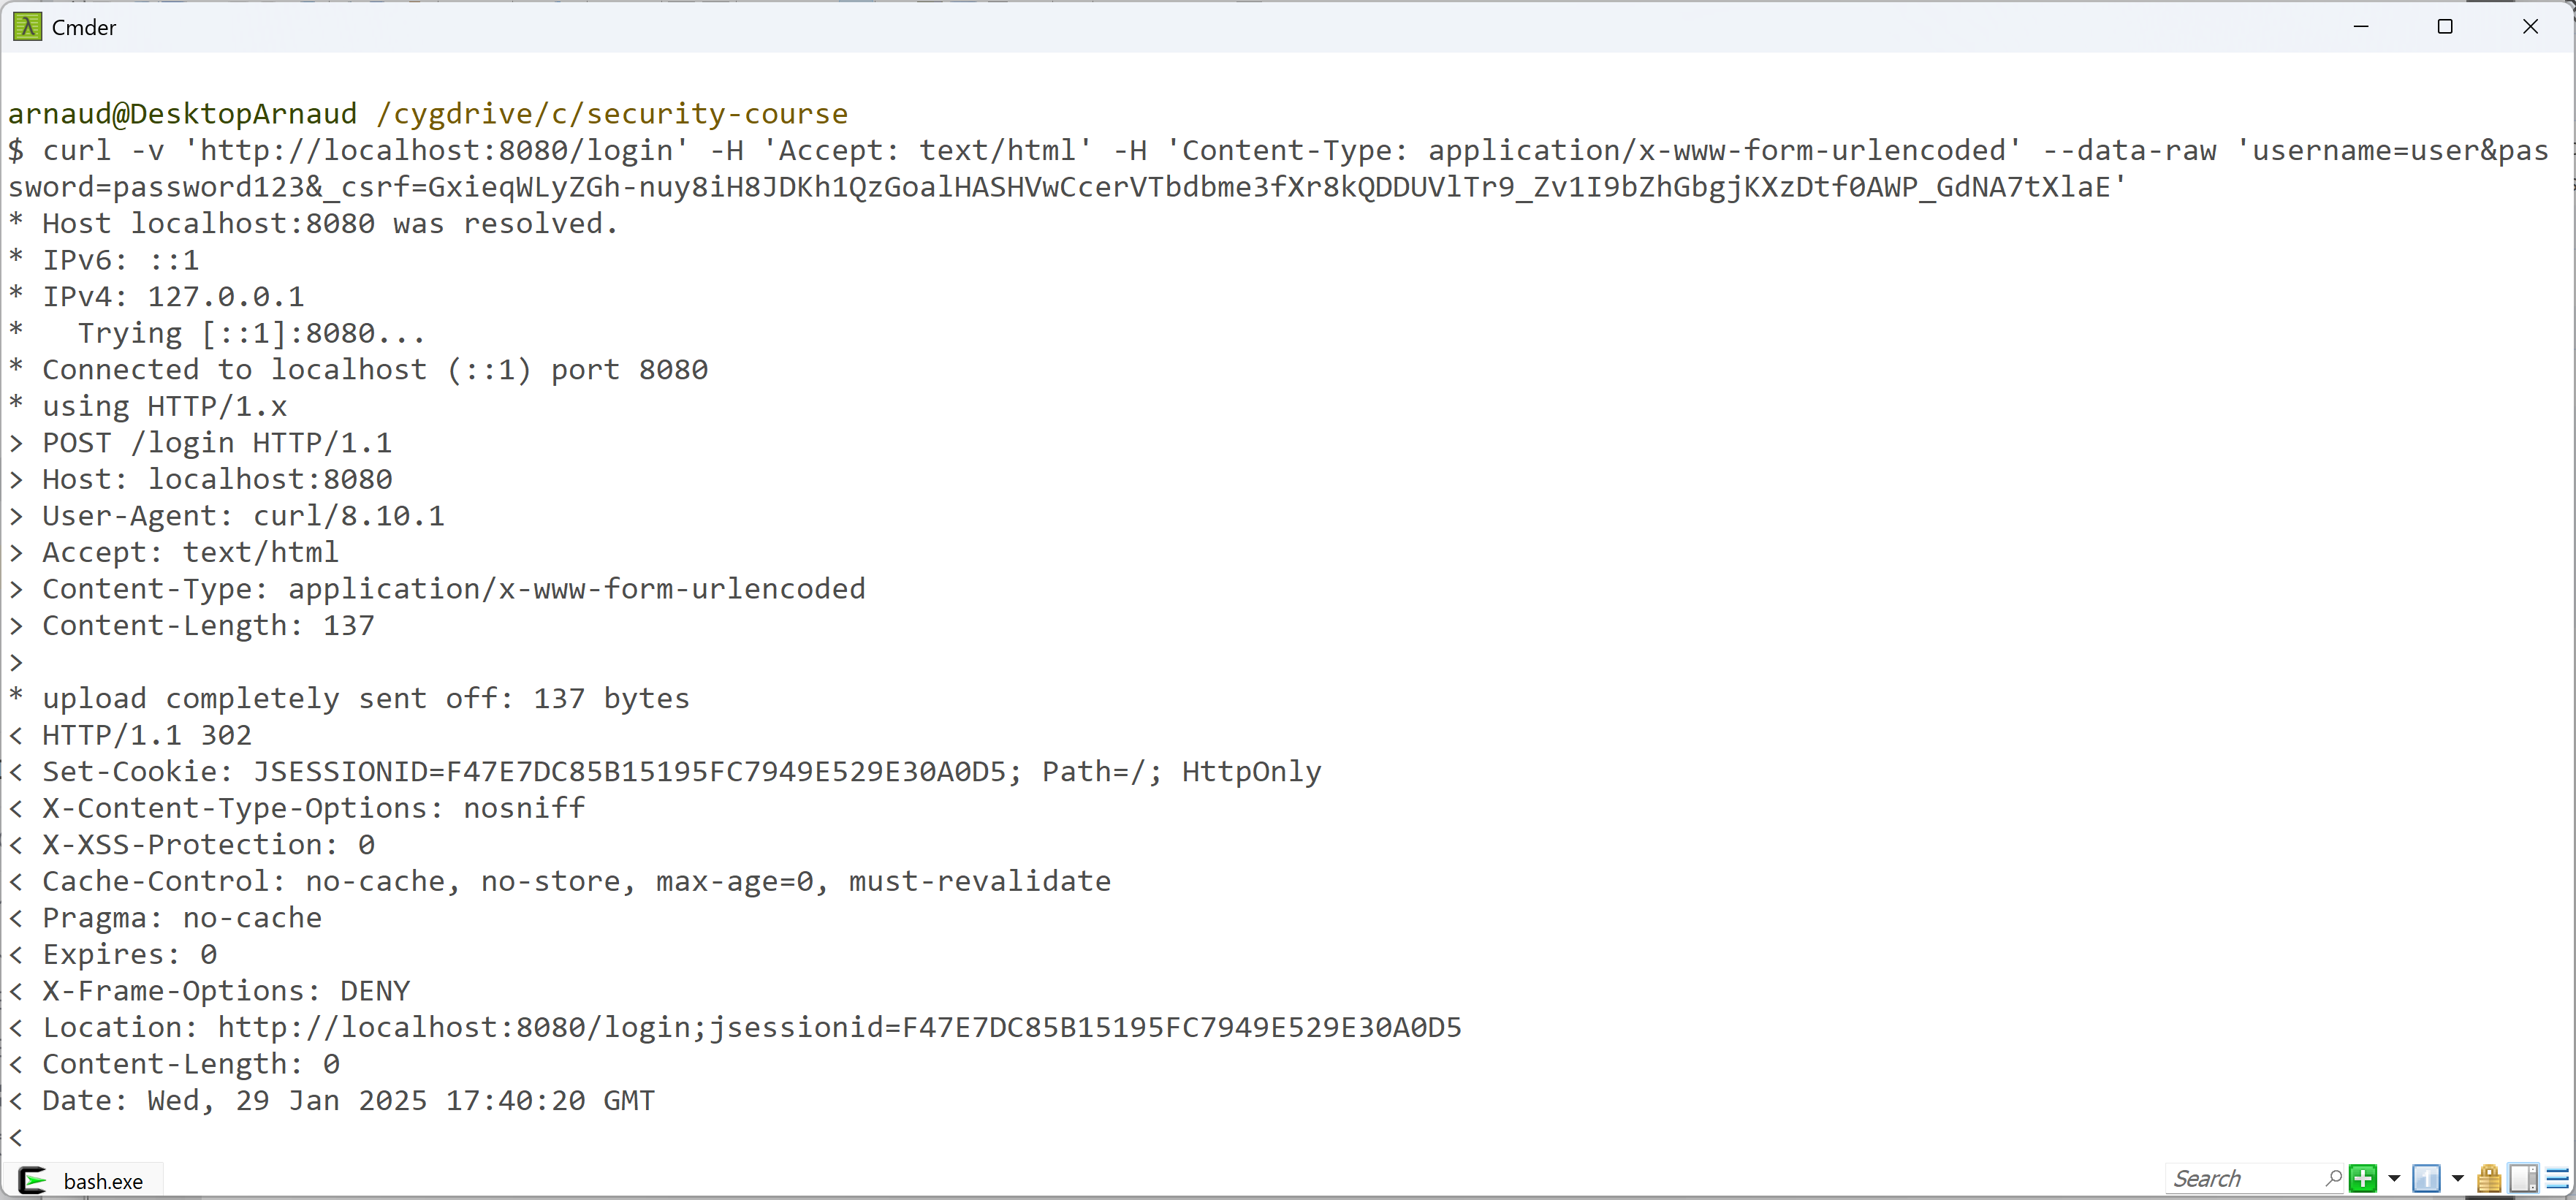 Cmder
arnaud@DesktopArnaud /cygdrive/c/security-course
$ curl -v 'http://localhost:8080/login' -H 'Accept: text/html' -H 'Content-Type: application/x-www-form-urlencoded' --data-raw 'username=user&pas
sword=password123&_csrf=GxieqWLyZGh-nuy8iH8JDKh1QzGoalHASHVwCcerVTbdbme3fXr8kQDDUVlTr9_Zv1I9bZhGbgjKXzDtf0AWP_GdNA7tXlaE'
* Host localhost:8080 was resolved.
* IPv6: ::1
* IPv4: 127.0.0.1
*   Trying [::1]:8080...
* Connected to localhost (::1) port 8080
* using HTTP/1.x
> POST /login HTTP/1.1
> Host: localhost:8080
> User-Agent: curl/8.10.1
> Accept: text/html
> Content-Type: application/x-www-form-urlencoded
> Content-Length: 137
>
* upload completely sent off: 137 bytes
< HTTP/1.1 302
< Set-Cookie: JSESSIONID=F47E7DC85B15195FC7949E529E30A0D5; Path=/; HttpOnly
< X-Content-Type-Options: nosniff
< X-XSS-Protection: 0
< Cache-Control: no-cache, no-store, max-age=0, must-revalidate
< Pragma: no-cache
< Expires: 0
< X-Frame-Options: DENY
< Location: http://localhost:8080/login;jsessionid=F47E7DC85B15195FC7949E529E30A0D5
< Content-Length: 0
< Date: Wed, 29 Jan 2025 17:40:20 GMT
<
bash.exe
Search